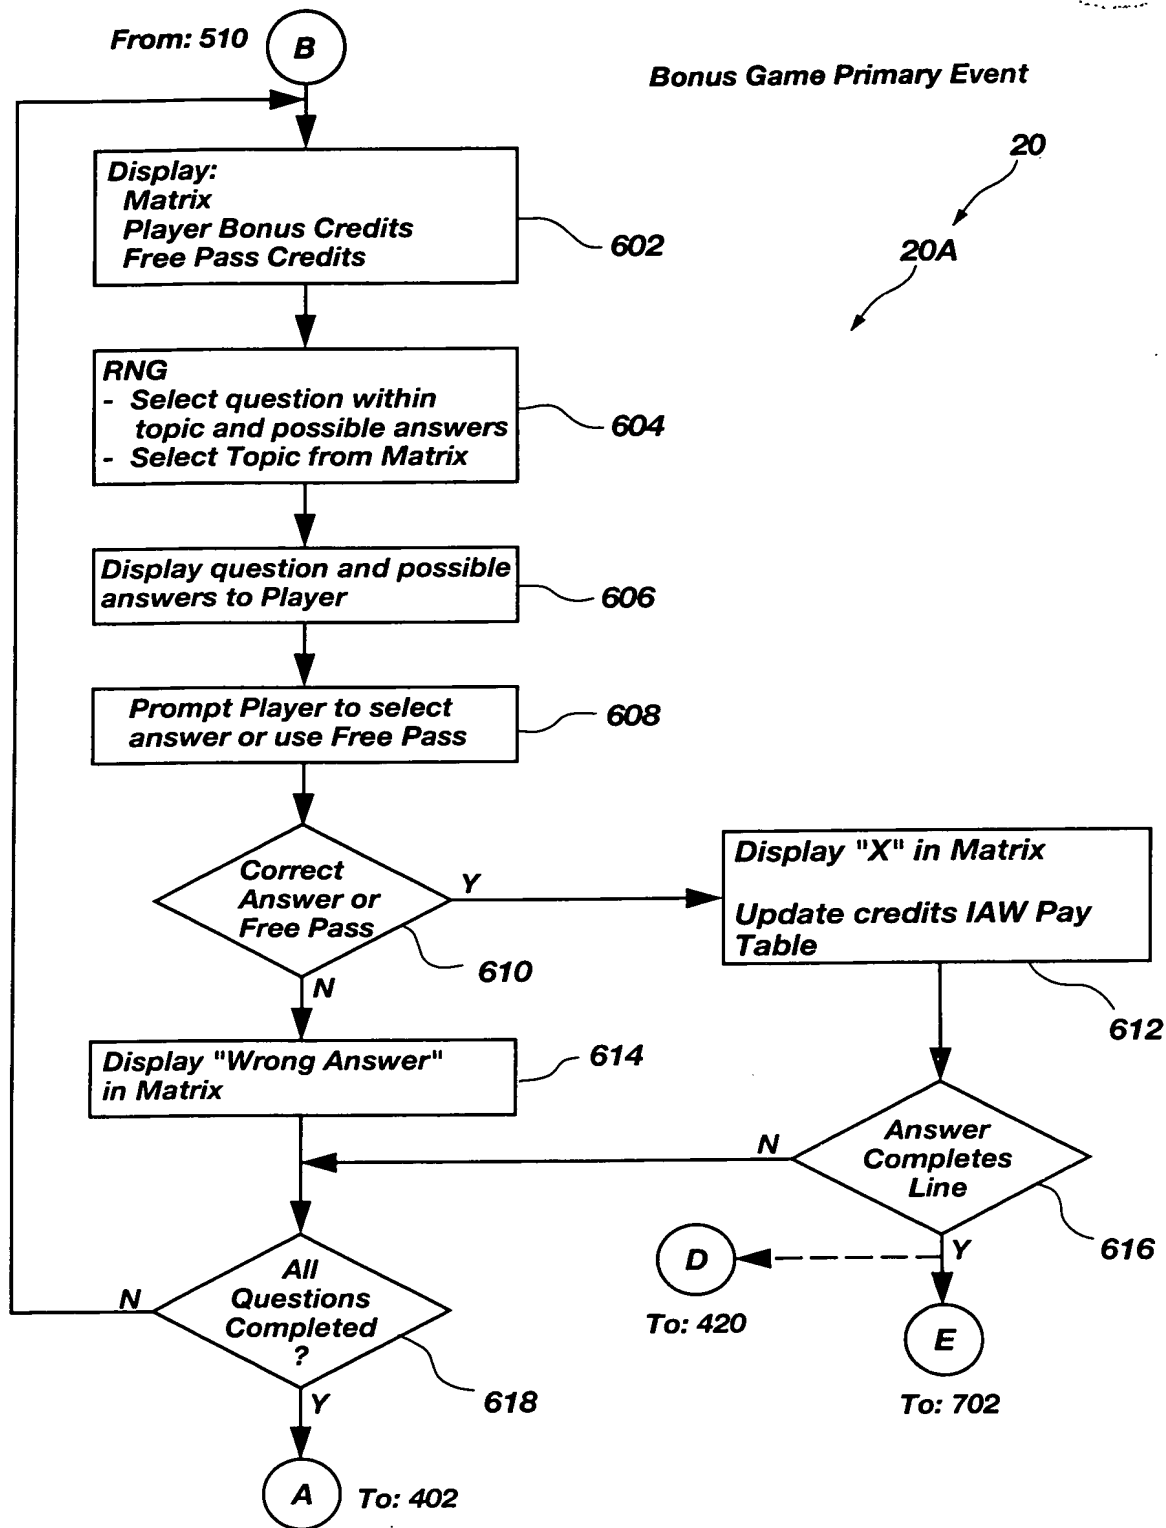 From: 510
B
Bonus Game Primary Event
20
20A
Display:
Matrix
Player Bonus Credits
Free Pass Credits
602
RNG
- Select question within
topic and possible answers
- Select Topic from Matrix
604
Display question and possible
answers to Player
606
Prompt Player to select
answer or use Free Pass
608
Correct
Answer or
Free Pass
Y
610
N
Display "X" in Matrix
Update credits IAW Pay
Table
612
Display "Wrong Answer"
in Matrix
614
Answer
Completes
Line
N
616
Y
D
To: 420
E
To: 702
All
Questions
Completed
?
N
618
Y
A
To: 402